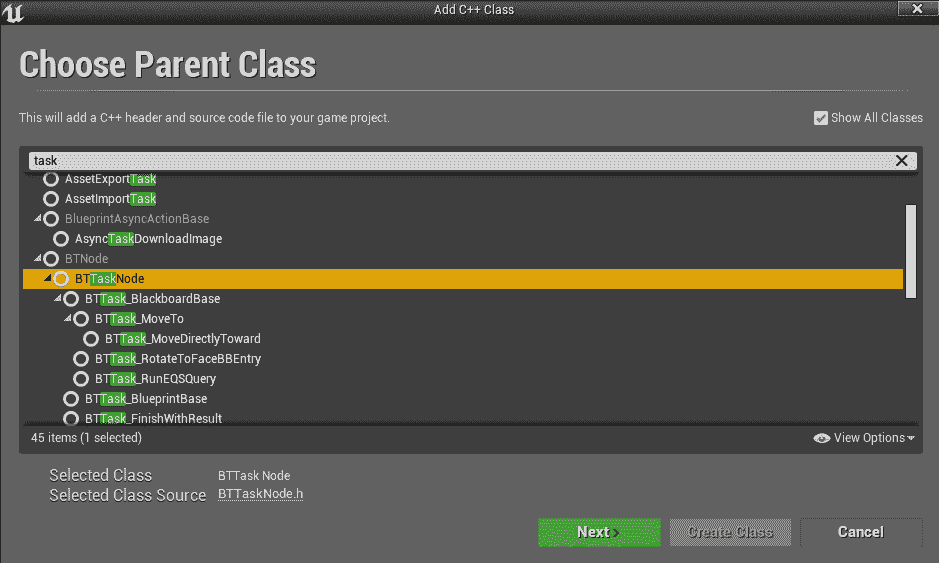 Add C++ Class
Choose Parent Class
This will add a C++ header and source code file to your game project.
Show All Classes
task
AssetExportTask
AssetImportTask
BlueprintAsyncActionBase
AsyncTaskDownloadImage
BTNode
BTTaskNode
BTTask_BlackboardBase
BTTask_MoveTo
BTTask_MoveDirectlyToward
BTTask_RotateToFaceBBEntry
BTTask_RunEQSQuery
BTTask_BlueprintBase
BTTask_FinishWithResult
45 items (1 selected)
View Options
Selected Class BTTask Node
Selected Class Source BTTaskNode.h
Next Create Class Cancel